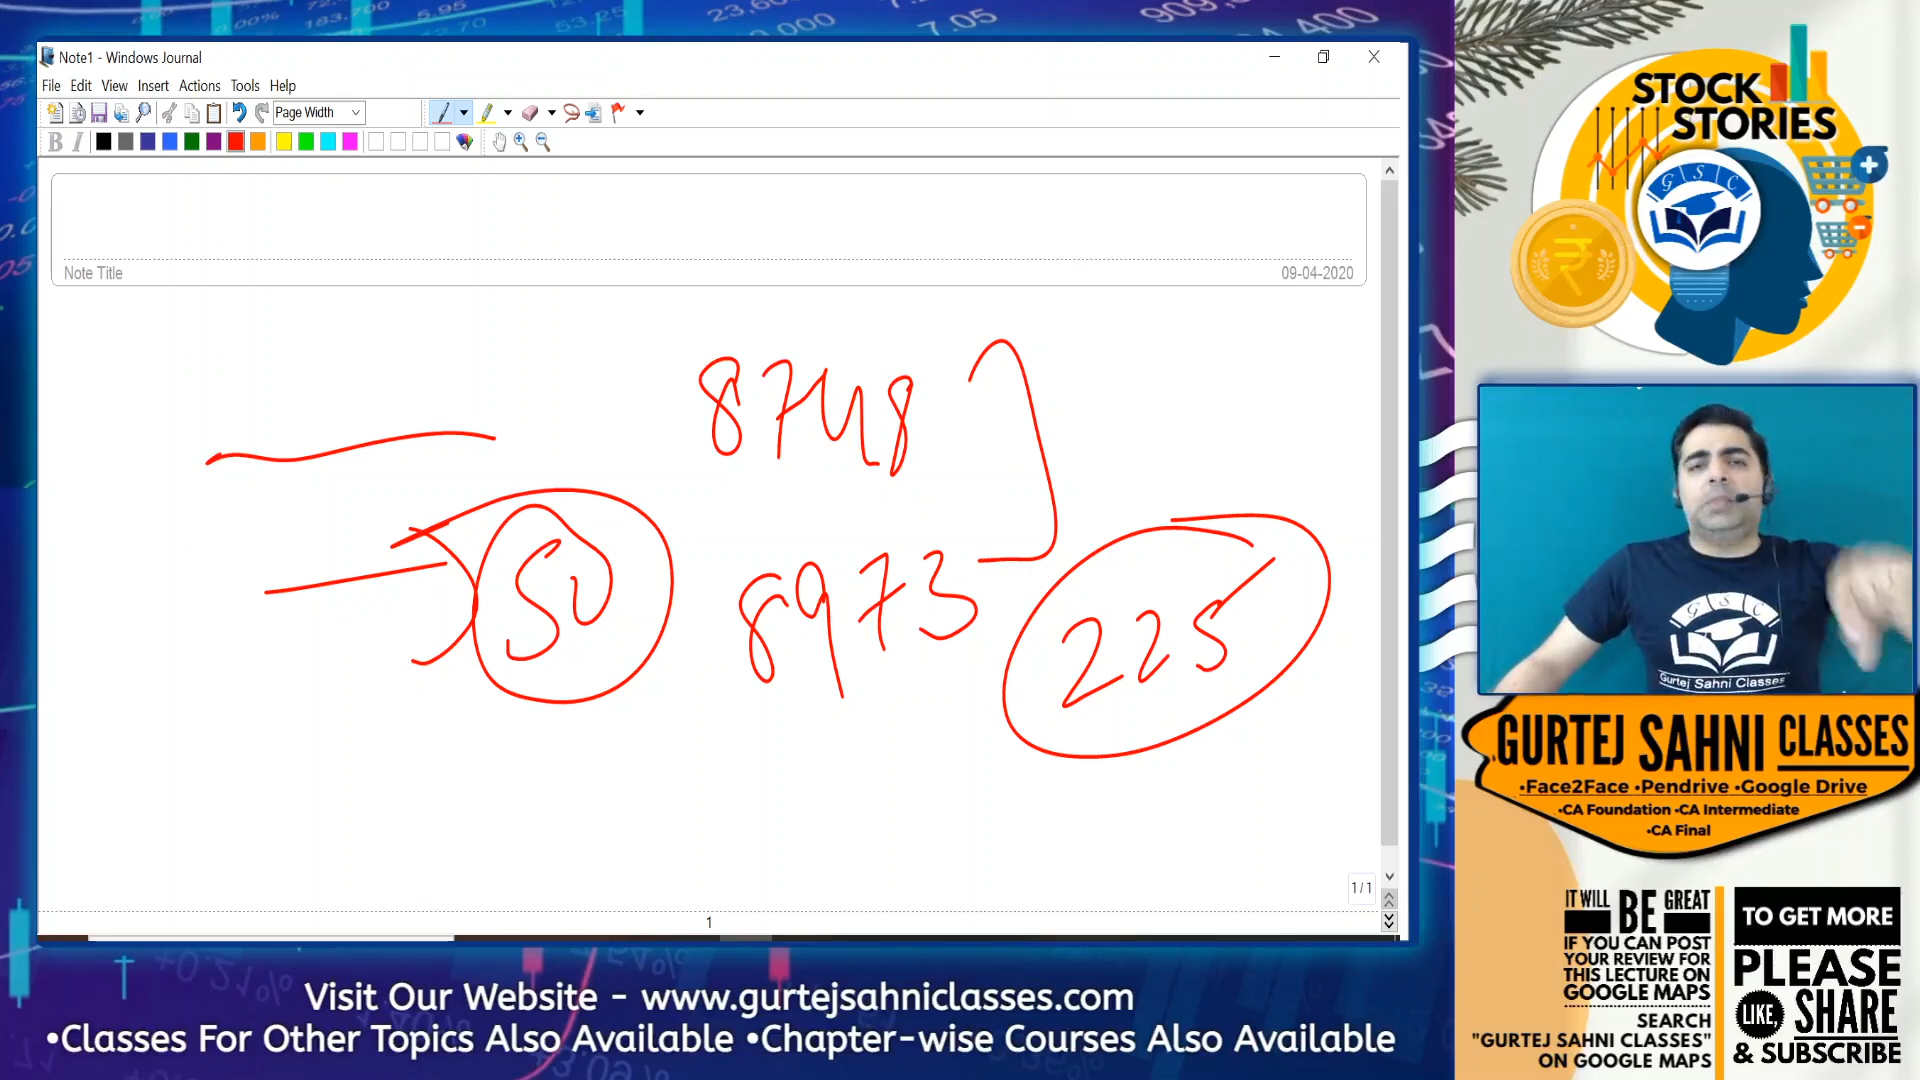 Note1 - Windows Journal
File Edit View Insert Actions Tools Help
Page Width
B I
Note Title
09-04-2020
8748
8973
50
225
1/1
1
STOCK
STORIES
G S C
G S C
Gurtej Sahni Classes
GURTEJ SAHNI CLASSES
•Face2Face •Pendrive •Google Drive
•CA Foundation •CA Intermediate
•CA Final
IT WILL BE GREAT
IF YOU CAN POST
YOUR REVIEW FOR
THIS LECTURE ON
GOOGLE MAPS
SEARCH
"GURTEJ SAHNI CLASSES"
ON GOOGLE MAPS
TO GET MORE
PLEASE
LIKE, SHARE
& SUBSCRIBE
Visit Our Website - www.gurtejsahniclasses.com
•Classes For Other Topics Also Available •Chapter-wise Courses Also Available